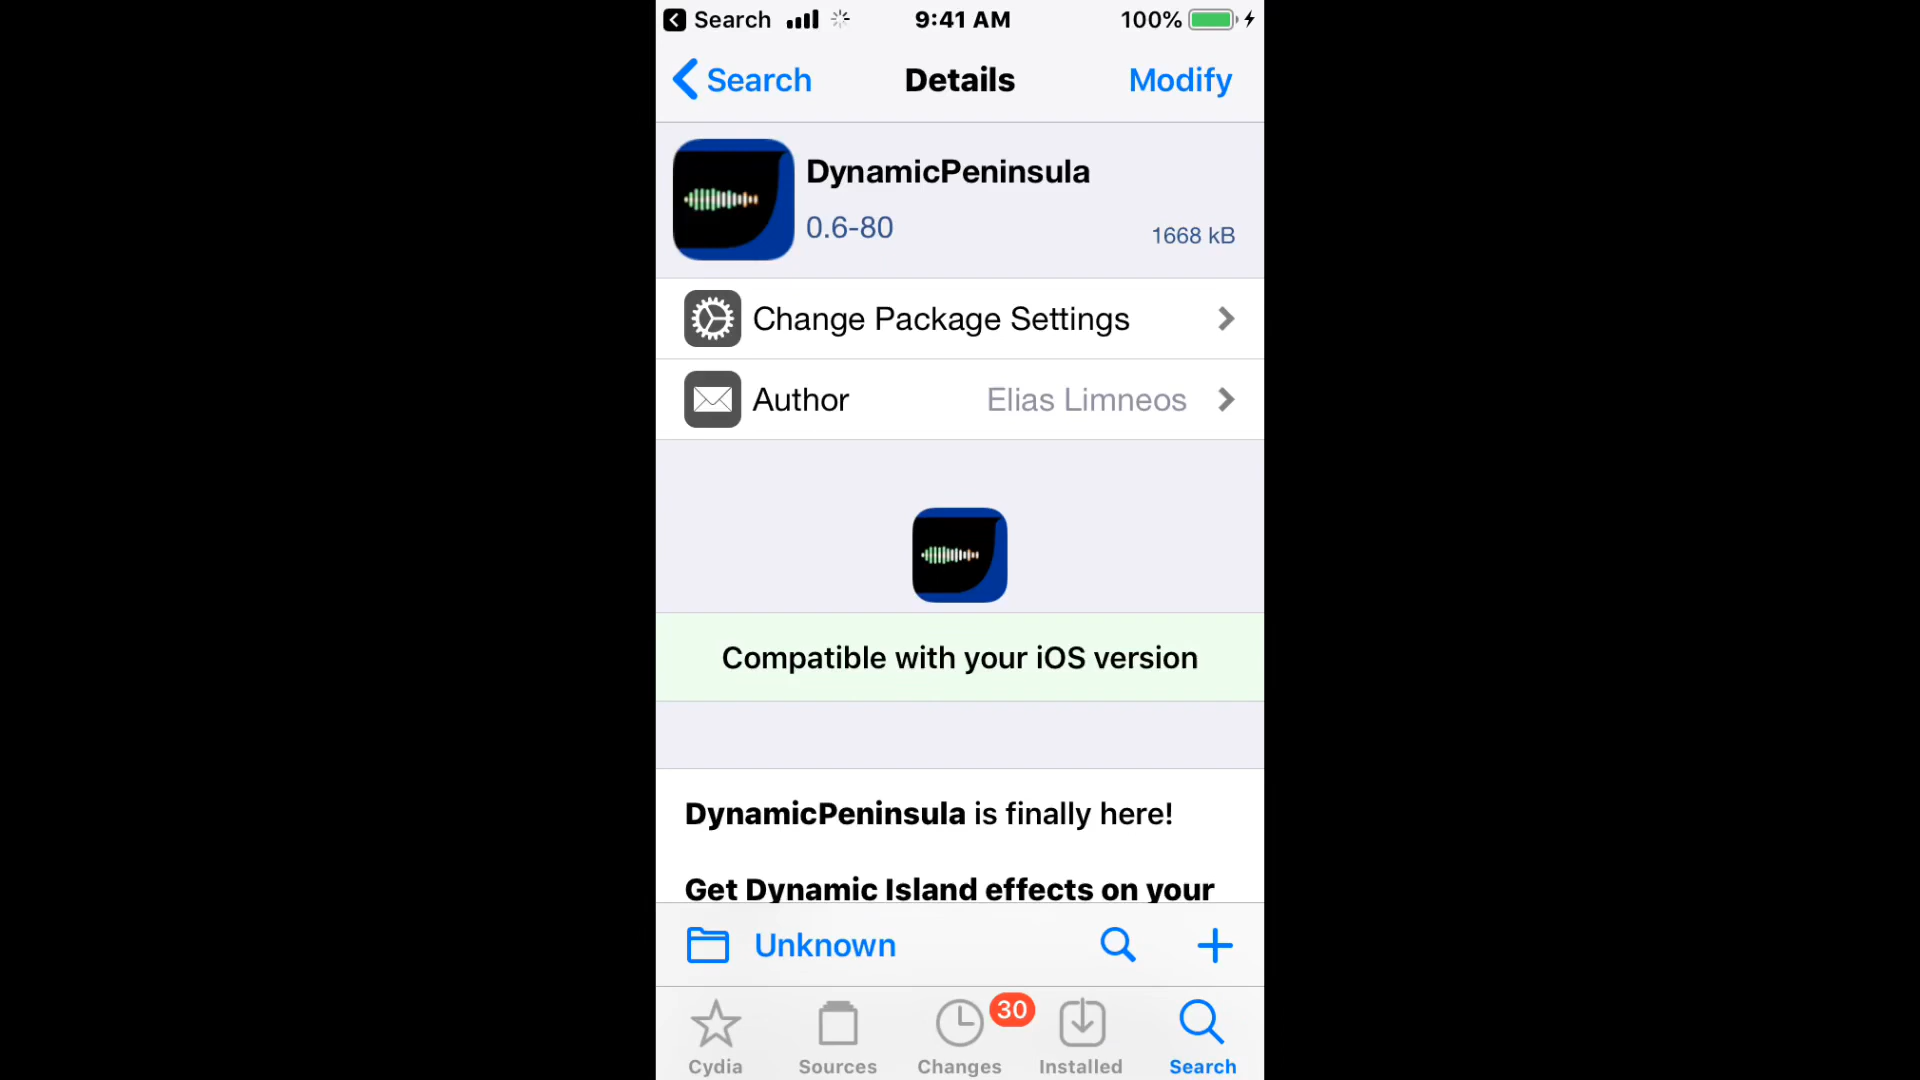 Search 9:41 AM 100%
Search Details Modify
DynamicPeninsula
0.6-80
1668 kB
Change Package Settings
Author Elias Limneos
Compatible with your iOS version
DynamicPeninsula is finally here!
Get Dynamic Island effects on your
Unknown
30
Cydia Sources Changes Installed Search